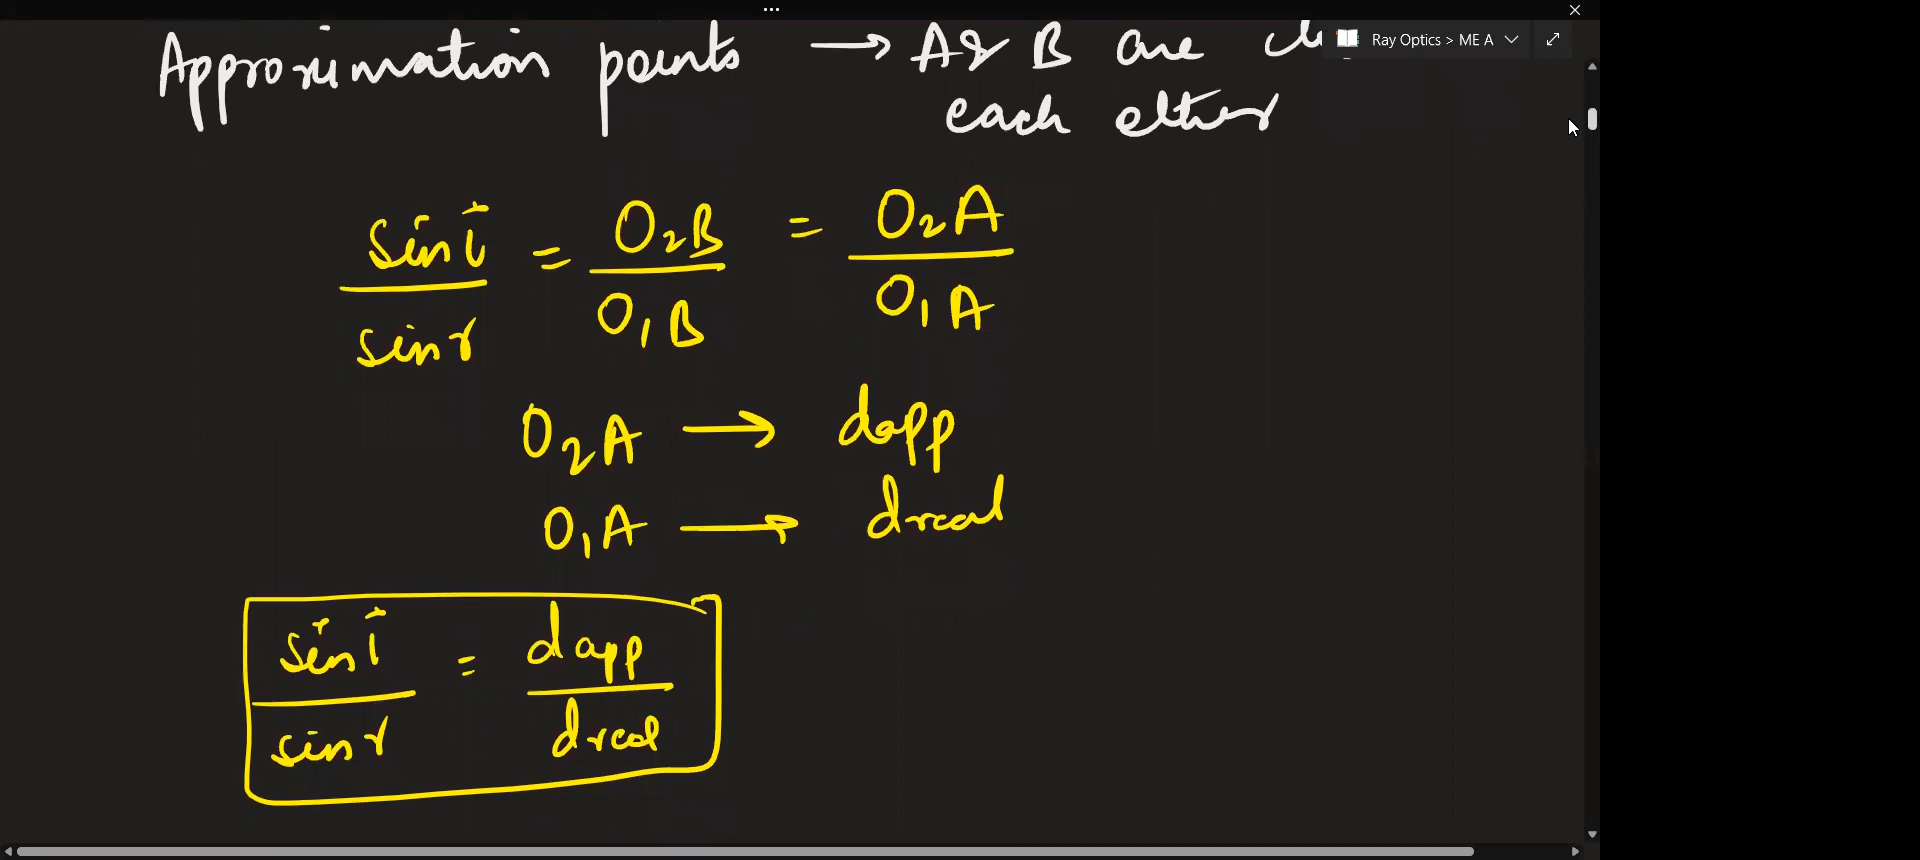 Ray Optics > ME A
Approximation points → A & B are
each other
sin i / sin r = O₂B / O₁B = O₂A / O₁A
O₂A → dapp
O₁A → dreal
sin i / sin r = dapp / dreal